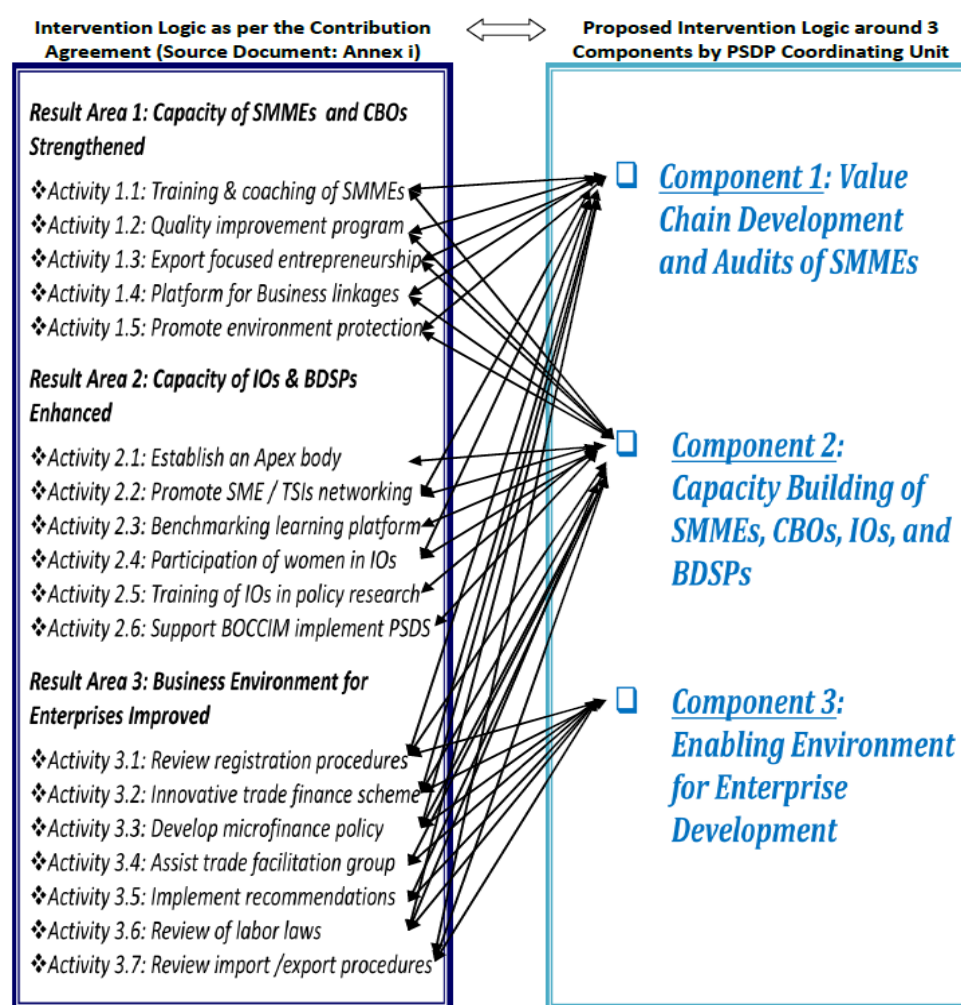 Intervention Logic as per the Contribution
Agreement (Source Document: Annex i)
Proposed Intervention Logic around 3
Components by PSDP Coordinating Unit
Result Area 1: Capacity of SMMEs and CBOs
Strengthened
❖Activity 1.1: Training & coaching of SMMEs
❖Activity 1.2: Quality improvement program
❖Activity 1.3: Export focused entrepreneurship
❖Activity 1.4: Platform for Business linkages
❖Activity 1.5: Promote environment protection
Result Area 2: Capacity of IOs & BDSPs
Enhanced
❖Activity 2.1: Establish an Apex body
❖Activity 2.2: Promote SME / TSIs networking
❖Activity 2.3: Benchmarking learning platform
❖Activity 2.4: Participation of women in IOs
❖Activity 2.5: Training of IOs in policy research
❖Activity 2.6: Support BOCCIM implement PSDS
Result Area 3: Business Environment for
Enterprises Improved
❖Activity 3.1: Review registration procedures
❖Activity 3.2: Innovative trade finance scheme
❖Activity 3.3: Develop microfinance policy
❖Activity 3.4: Assist trade facilitation group
❖Activity 3.5: Implement recommendations
❖Activity 3.6: Review of labor laws
❖Activity 3.7: Review import /export procedures
❑ Component 1: Value
Chain Development
and Audits of SMMEs
❑ Component 2:
Capacity Building of
SMMEs, CBOs, IOs, and
BDSPs
❑ Component 3:
Enabling Environment
for Enterprise
Development